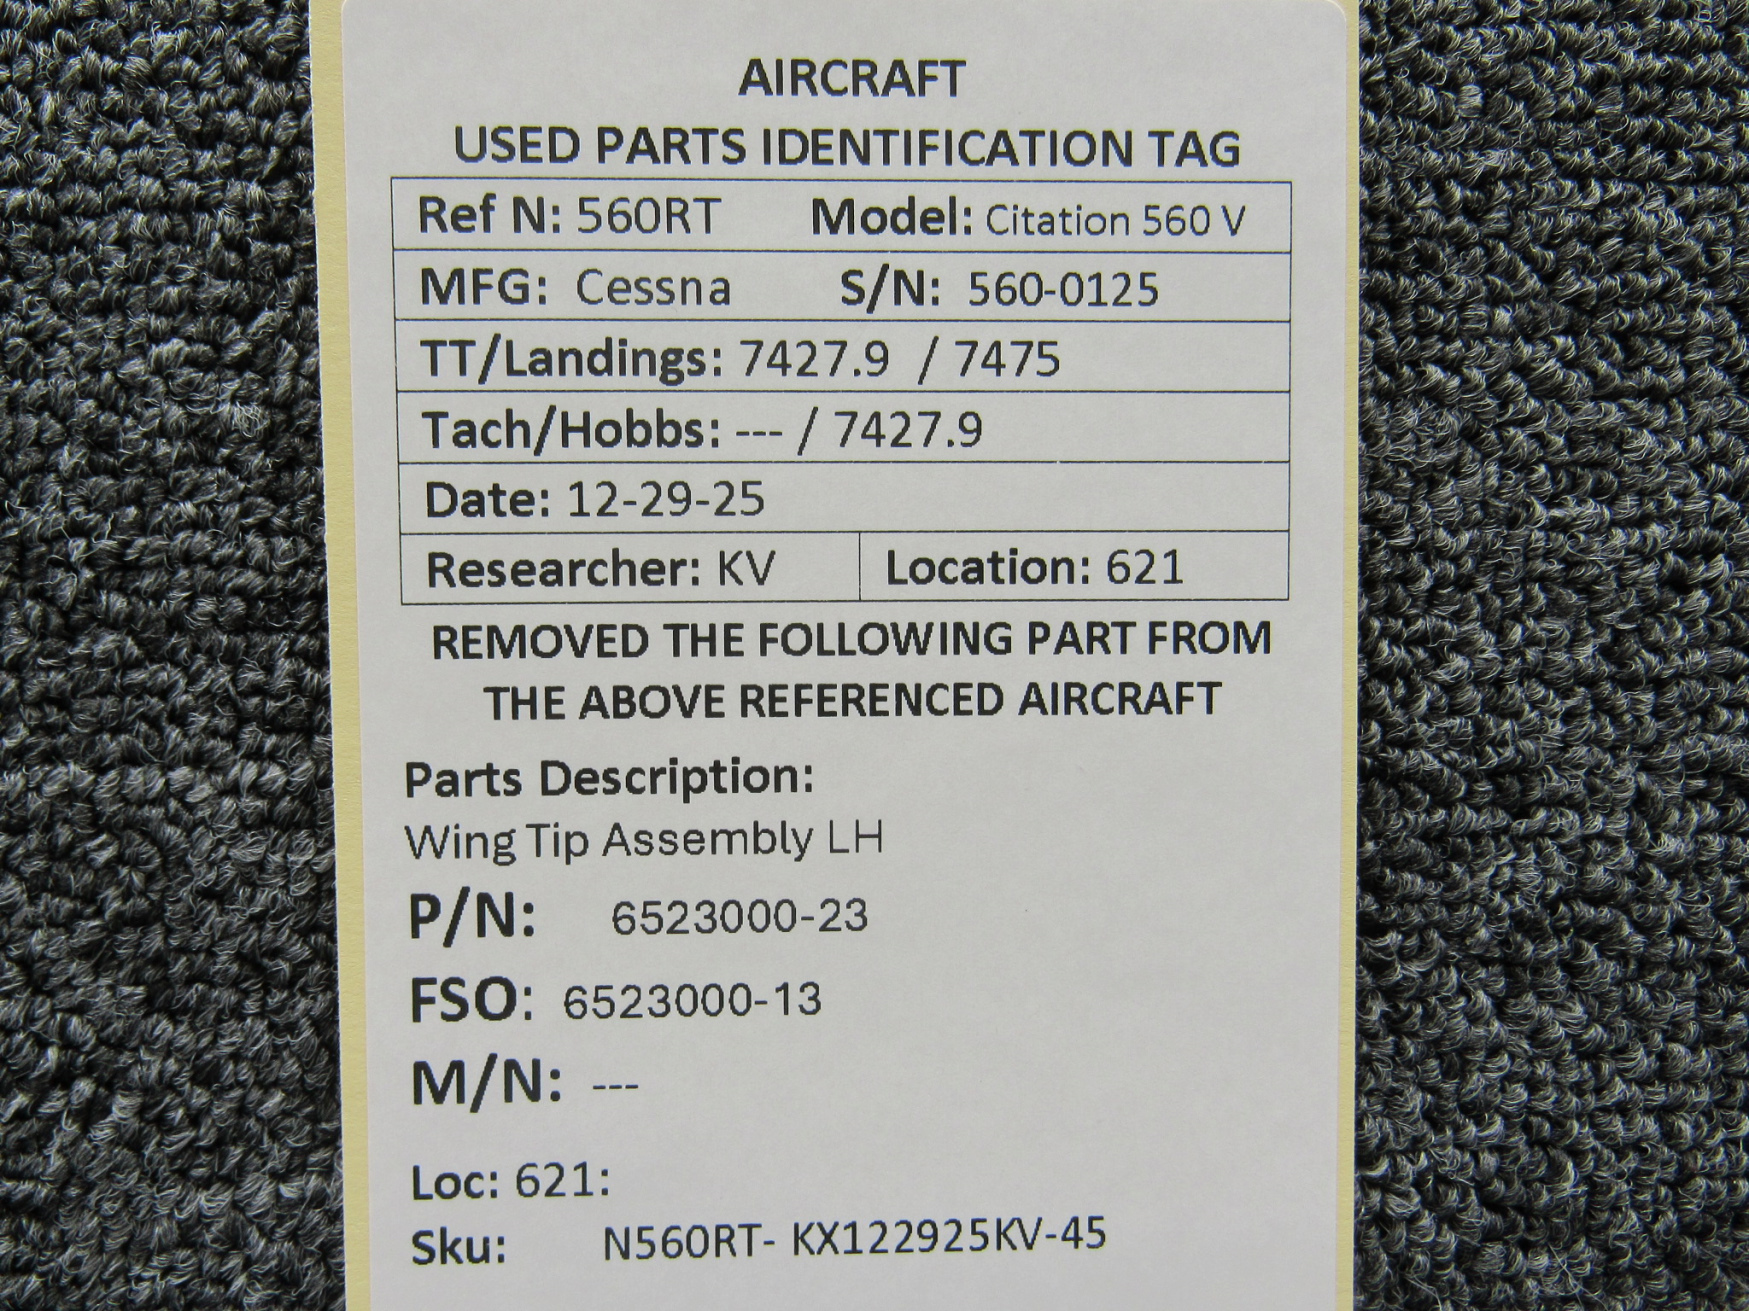 AIRCRAFT
USED PARTS IDENTIFICATION TAG
Ref N: 560RT Model: Citation 560 V
MFG: Cessna S/N: 560-0125
TT/Landings: 7427.9 / 7475
Tach/Hobbs: --- / 7427.9
Date: 12-29-25
Researcher: KV Location: 621
REMOVED THE FOLLOWING PART FROM
THE ABOVE REFERENCED AIRCRAFT
Parts Description:
Wing Tip Assembly LH
P/N: 6523000-23
FSO: 6523000-13
M/N: ---
Loc: 621:
Sku: N560RT- KX122925KV-45